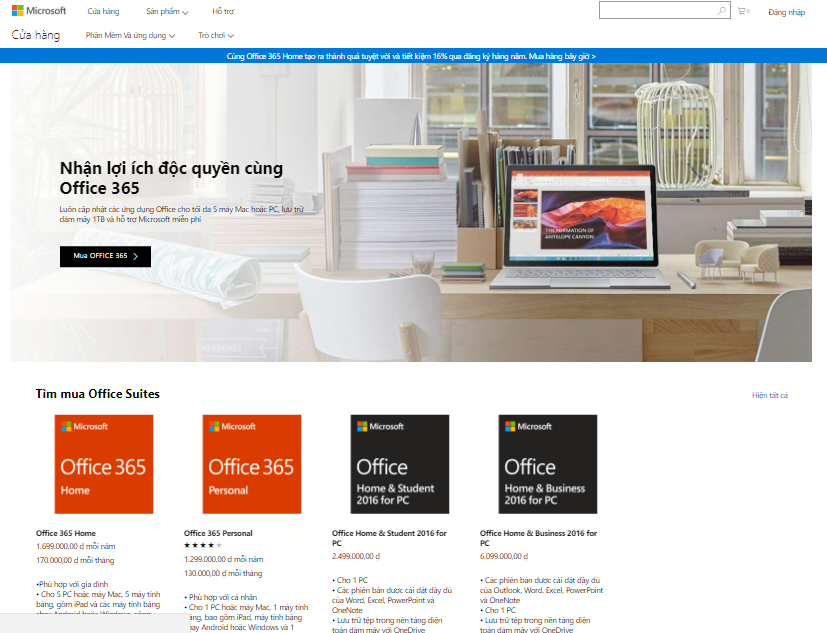 Microsoft Cửa hàng Sản phẩm Hỗ trợ 0 Đăng nhập
Cửa hàng Phần Mềm Và ứng dụng Trò chơi
Cùng Office 365 Home tạo ra thành quả tuyệt vời và tiết kiệm 16% qua đăng ký hàng năm. Mua hàng bây giờ >
Nhận lợi ích độc quyền cùng
Office 365
Luôn cập nhật các ứng dụng Office cho tối đa 5 máy Mac hoặc PC, lưu trữ
đám mây 1TB và hỗ trợ Microsoft miễn phí
Mua OFFICE 365 >
THE FORMATION OF
ANTELOPE CANYON
Tìm mua Office Suites
Hiện tất cả
Microsoft
Office 365
Home
Microsoft
Office 365
Personal
Microsoft
Office
Home & Student
2016 for PC
Microsoft
Office
Home & Business
2016 for PC
Office 365 Home
1.699.000,00 ₫ mỗi năm
170.000,00 ₫ mỗi tháng
•Phù hợp với gia đình
• Cho 5 PC hoặc máy Mac, 5 máy tính
bảng, gồm iPad và các máy tính bảng
Office 365 Personal
★★★★★
1.299.000,00 ₫ mỗi năm
130.000,00 ₫ mỗi tháng
• Phù hợp với cá nhân
• Cho 1 PC hoặc máy Mac, 1 máy tính
bảng, bao gồm iPad, máy tính bảng
chạy Android hoặc Windows và 1
Office Home & Student 2016 for
PC
2.499.000,00 ₫
• Cho 1 PC
• Các phiên bản được cài đặt đầy đủ
của Word, Excel, PowerPoint và
OneNote
• Lưu trữ tệp trong nền tảng điện
toán đám mây với OneDrive
Office Home & Business 2016 for
PC
6.099.000,00 ₫
• Các phiên bản được cài đặt đầy đủ
của Outlook, Word, Excel, PowerPoint
và OneNote
• Cho 1 PC
• Lưu trữ tệp trong nền tảng điện
toán đám mây với OneDrive